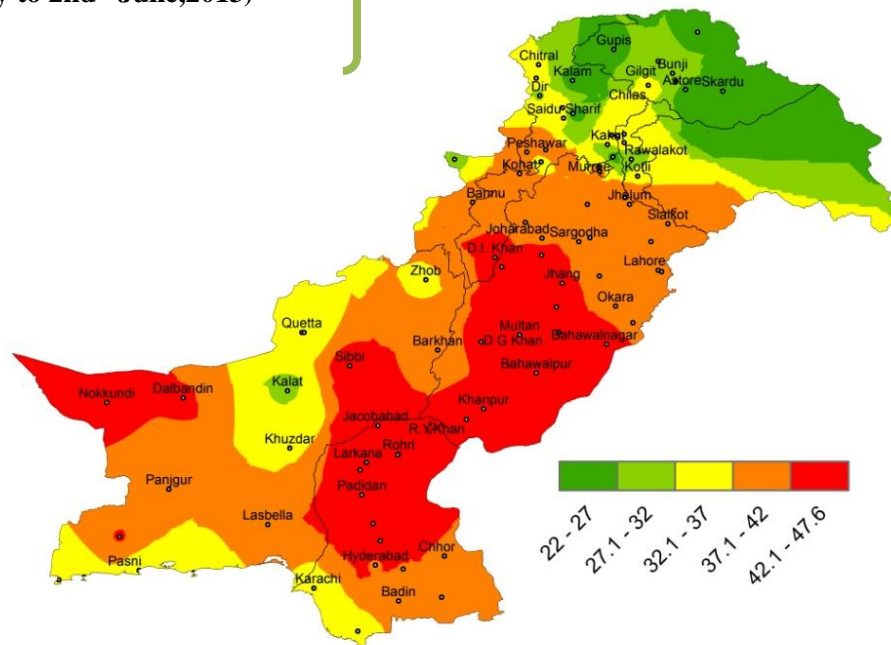 y to 2nd June,2015)
Gupis
Chitral
Bunji
Kalam
Gilgit
Astore
Skardu
Dir
Chilas
Saidu Sharif
Kakul
Peshawar
Rawalakot
Kohat
Murree
Kotli
Bannu
Jhelum
Sialkot
Joharabad
Sargodha
D.I. Khan
Lahore
Zhob
Jhang
Okara
Quetta
Multan
Barkhan
D G Khan
Bahawalnagar
Sibbi
Bahawalpur
Kalat
Dalbandin
Nokkundi
Khanpur
Jacobabad
R.Y.Khan
Khuzdar
Rohri
Larkana
Panjgur
Padidan
Lasbella
Chhor
Hyderabad
Pasni
Karachi
Badin
22 - 27
27.1 - 32
32.1 - 37
37.1 - 42
42.1 - 47.6